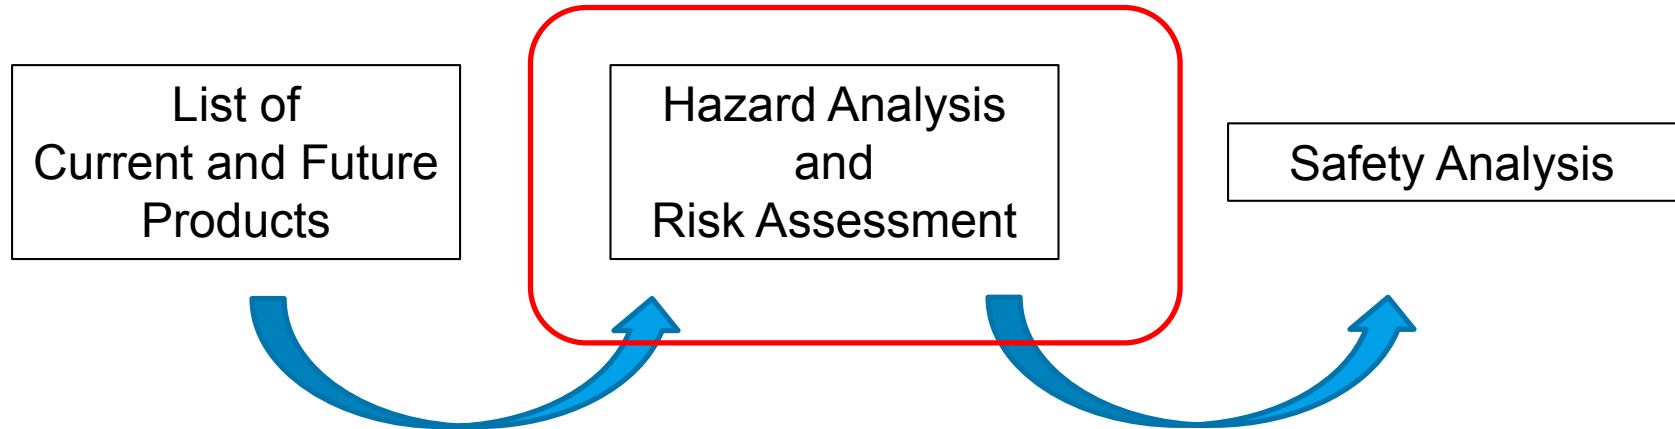 List of
Current and Future
Products
Hazard Analysis
and
Risk Assessment
Safety Analysis